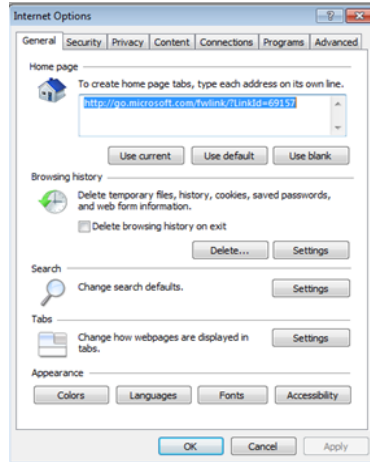 Internet Options
General Security Privacy Content Connections Programs Advanced
Home page
To create home page tabs, type each address on its own line.
http://go.microsoft.com/fwlink/?LinkId=69157
Use current Use default Use blank
Browsing history
Delete temporary files, history, cookies, saved passwords,
and web form information.
Delete browsing history on exit
Delete... Settings
Search
Change search defaults. Settings
Tabs
Change how webpages are displayed in Settings
tabs.
Appearance
Colors Languages Fonts Accessibility
OK Cancel Apply